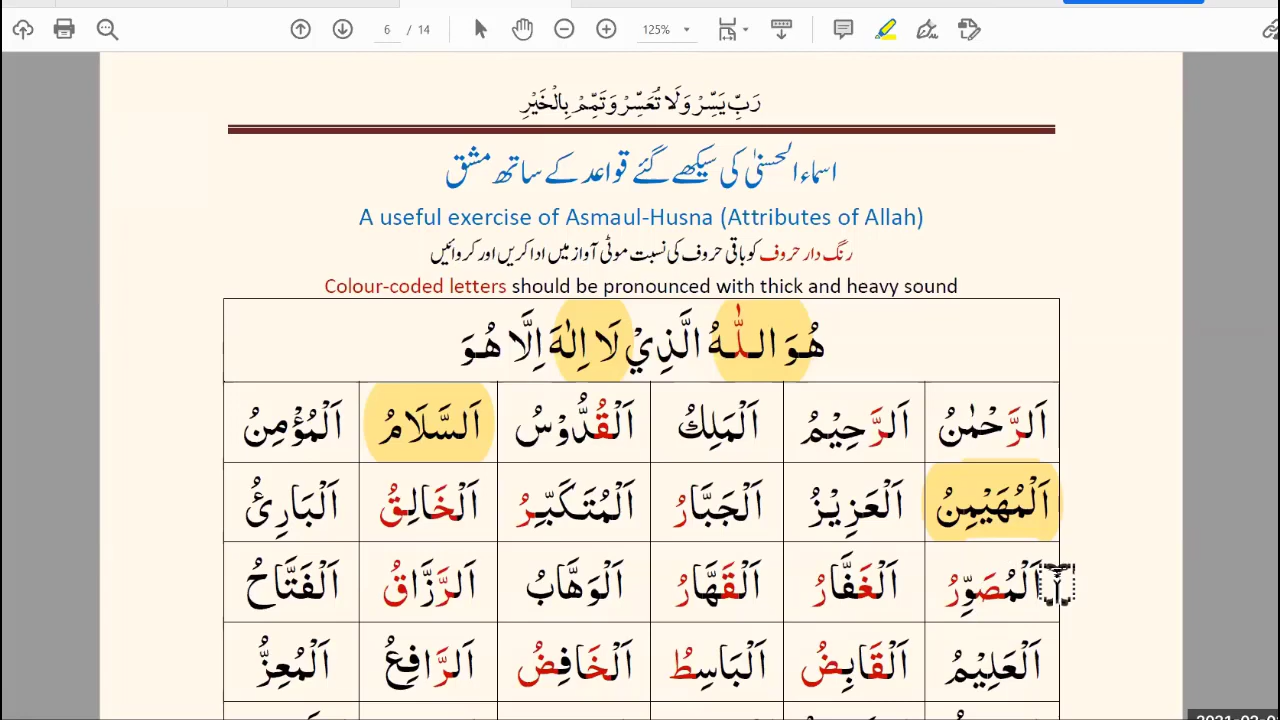 6 / 14 125%
رَبِّ يَسِّرْ وَلَا تُعَسِّرْ وَتَمِّمْ بِالْخَيْرِ
اسماء الحسنیٰ کی سیکھے گئے قواعد کے ساتھ مشق
A useful exercise of Asmaul-Husna (Attributes of Allah)
رنگ دار حروف کو باقی حروف کی نسبت موٹی آواز میں ادا کریں اور کروائیں
Colour-coded letters should be pronounced with thick and heavy sound
هُوَ اللّٰهُ الَّذِيْ لَا اِلٰهَ اِلَّا هُوَ
اَلرَّحْمٰنُ اَلرَّحِيْمُ اَلْمَلِكُ اَلْقُدُّوْسُ اَلسَّلَامُ اَلْمُؤْمِنُ
اَلْمُهَيْمِنُ اَلْعَزِيْزُ اَلْجَبَّارُ اَلْمُتَكَبِّرُ اَلْخَالِقُ اَلْبَارِئُ
اَلْمُصَوِّرُ اَلْغَفَّارُ اَلْقَهَّارُ اَلْوَهَّابُ اَلرَّزَّاقُ اَلْفَتَّاحُ
اَلْعَلِيْمُ اَلْقَابِضُ اَلْبَاسِطُ اَلْخَافِضُ اَلرَّافِعُ اَلْمُعِزُّ